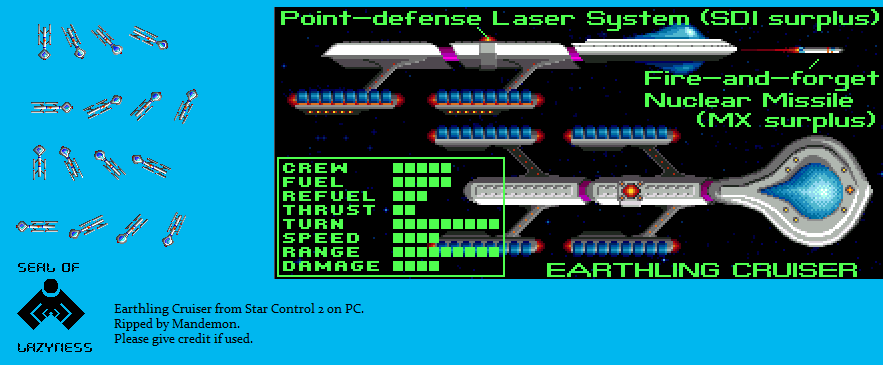 Point-defense Laser System (SDI surplus)
Fire-and-forget
Nuclear Missile
(MX surplus)
CREW
FUEL
REFUEL
THRUST
TURN
SPEED
RANGE
DAMAGE
EARTHLING CRUISER
SEAL OF
LAZYNESS
Earthling Cruiser from Star Control 2 on PC.
Ripped by Mandemon.
Please give credit if used.